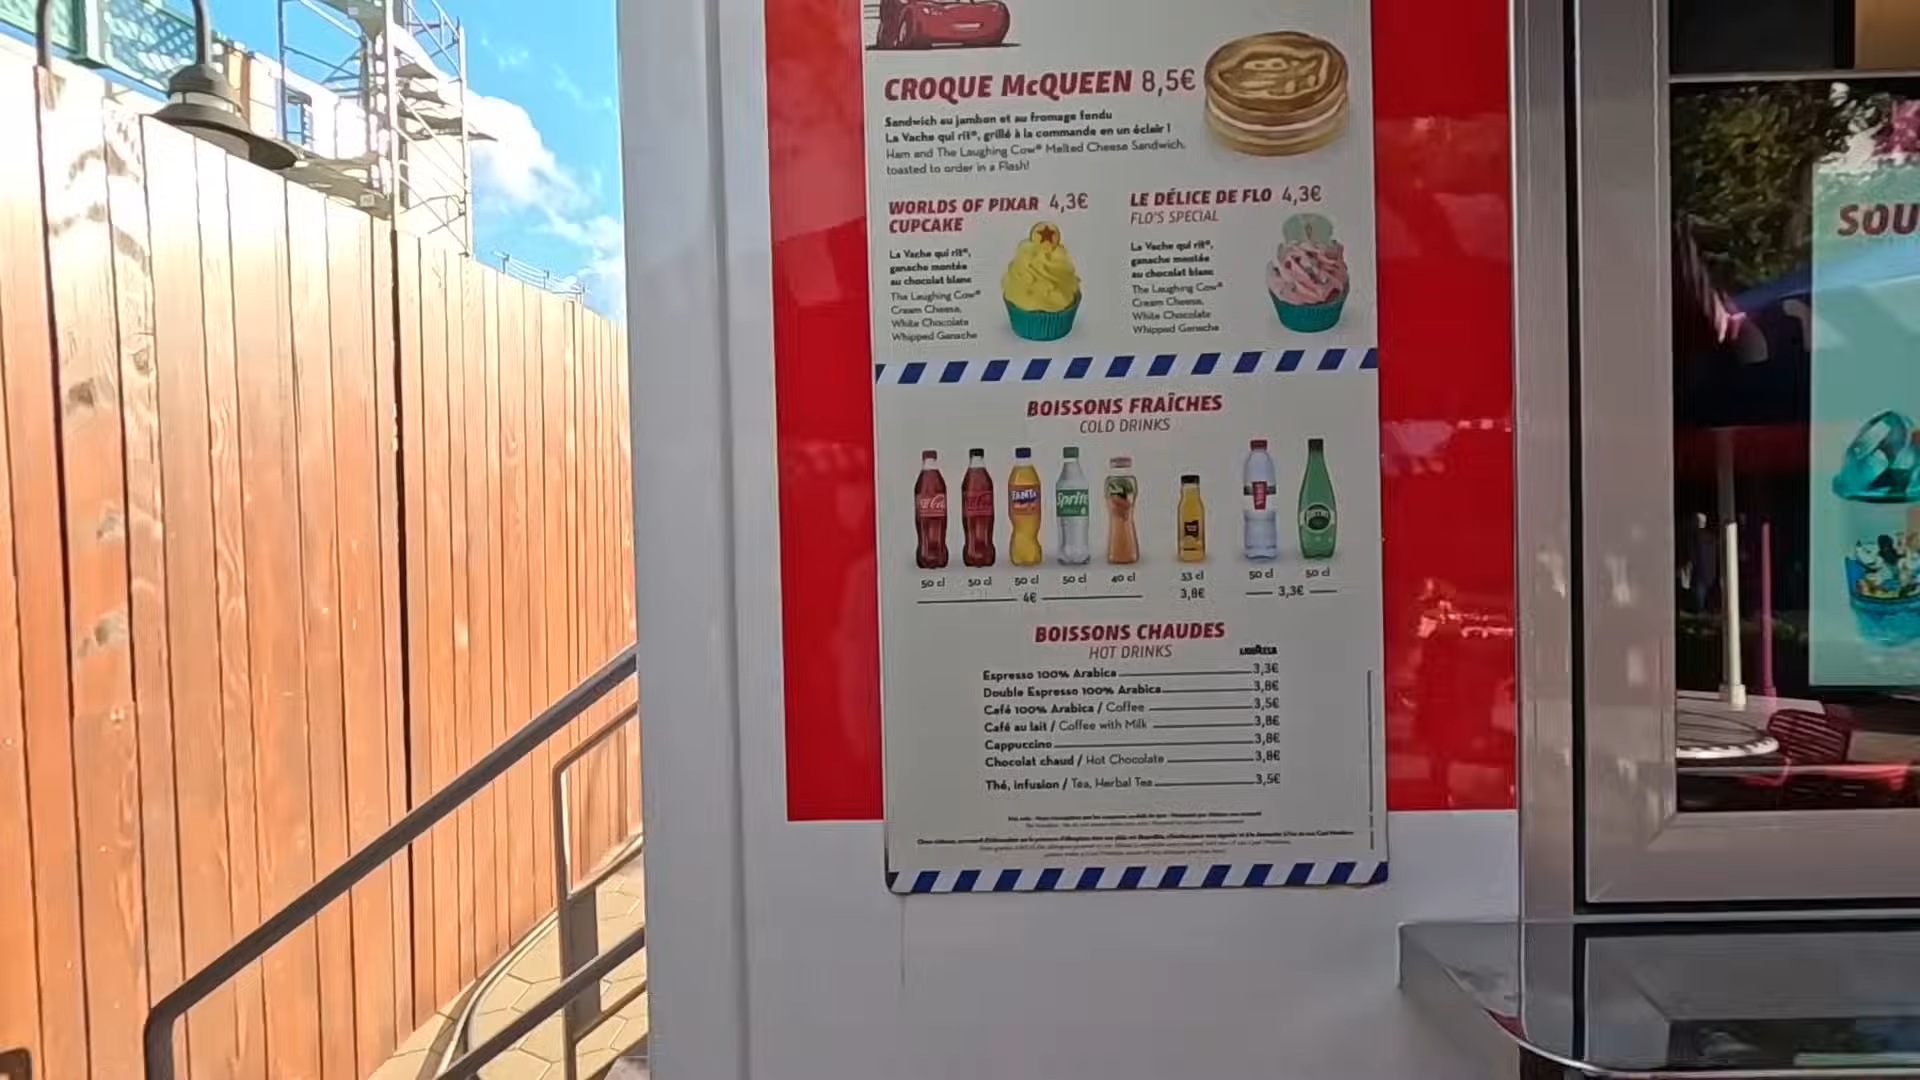 CROQUE McQUEEN 8,5€
Sandwich au jambon et au fromage fondu
La Vache qui rit®, grillé à la commande en un éclair !
Ham and The Laughing Cow® Melted Cheese Sandwich,
toasted to order in a Flash!
WORLDS OF PIXAR 4,3€
CUPCAKE
La Vache qui rit®,
ganache montée
au chocolat blanc
The Laughing Cow®
Cream Cheese,
White Chocolate
Whipped Ganache
LE DÉLICE DE FLO 4,3€
FLO'S SPECIAL
La Vache qui rit®,
ganache montée
au chocolat blanc
The Laughing Cow®
Cream Cheese,
White Chocolate
Whipped Ganache
BOISSONS FRAÎCHES
COLD DRINKS
FANTA
Sprite
50 cl 50 cl 50 cl 50 cl 40 cl 33 cl 50 cl 50 cl
4€ 3,8€ 3,3€
BOISSONS CHAUDES
HOT DRINKS
Espresso 100% Arabica 3,3€
Double Espresso 100% Arabica 3,8€
Café 100% Arabica / Coffee 3,5€
Café au lait / Coffee with Milk 3,8€
Cappuccino 3,8€
Chocolat chaud / Hot Chocolate 3,8€
Thé, infusion / Tea, Herbal Tea 3,5€
SOU